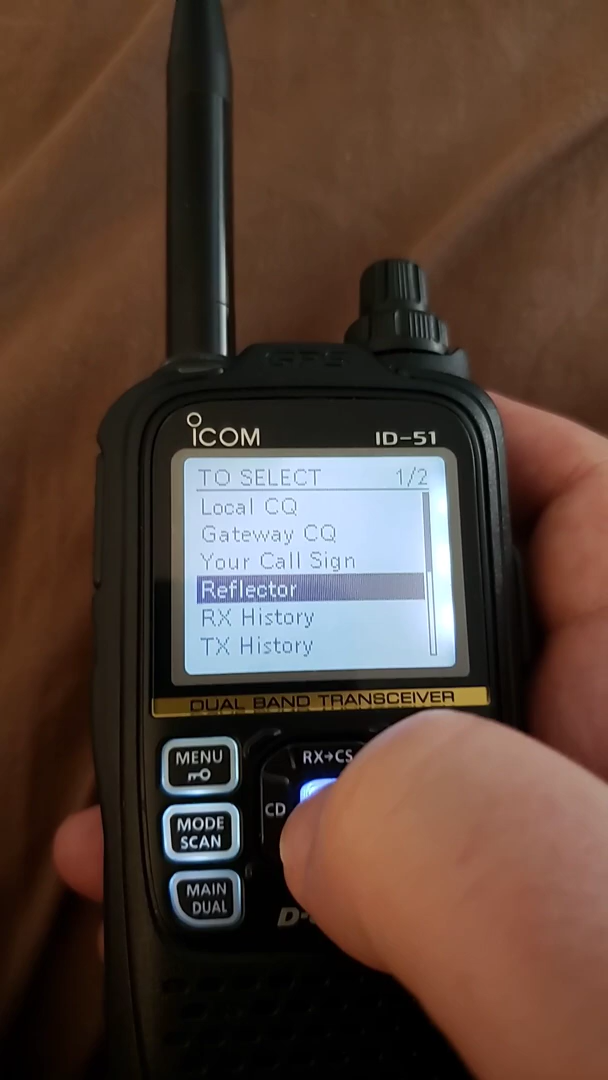 GPS
ICOM
ID-51
TO SELECT 1/2
Local CQ
Gateway CQ
Your Call Sign
Reflector
RX History
TX History
DUAL BAND TRANSCEIVER
MENU
RX→CS
CD
MODE
SCAN
MAIN
DUAL